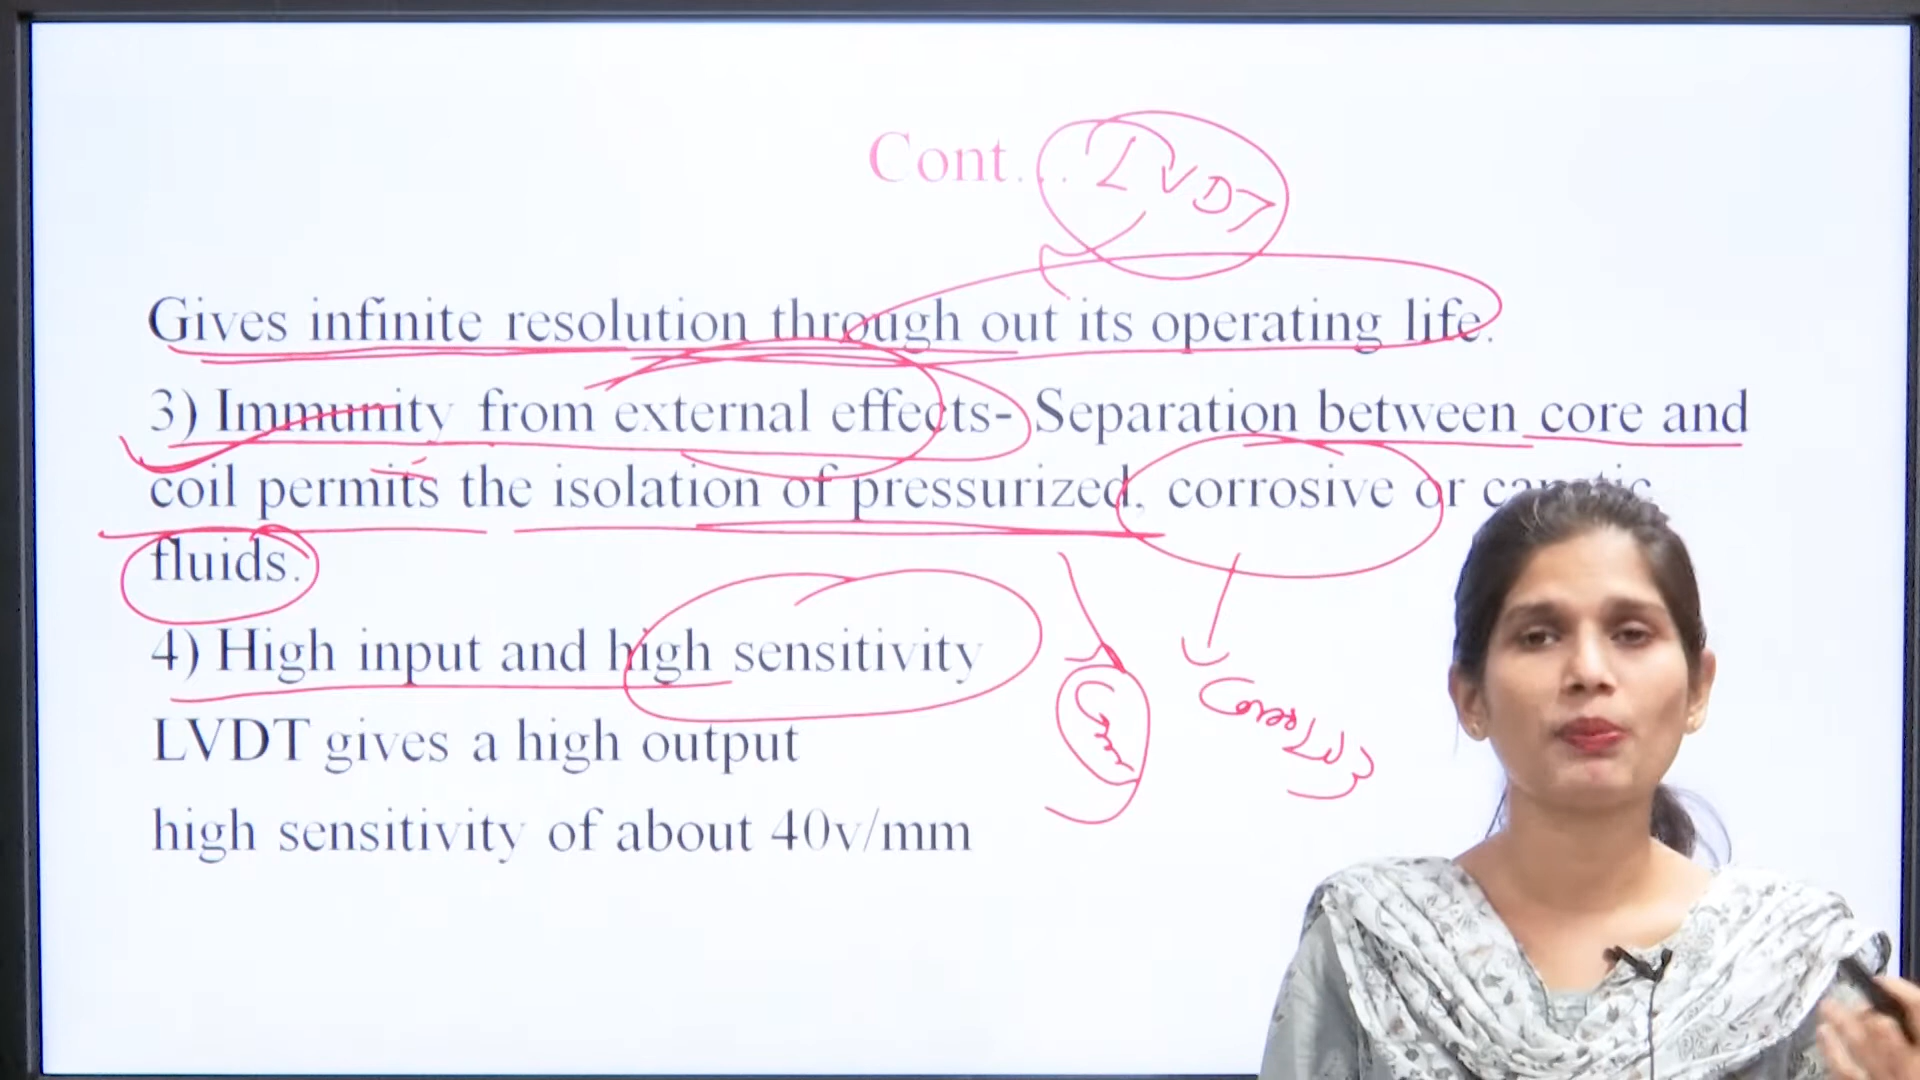 Cont... LVDT
Gives infinite resolution through out its operating life.
3) Immunity from external effects- Separation between core and
coil permits the isolation of pressurized, corrosive or
fluids.
4) High input and high sensitivity
LVDT gives a high output
high sensitivity of about 40v/mm